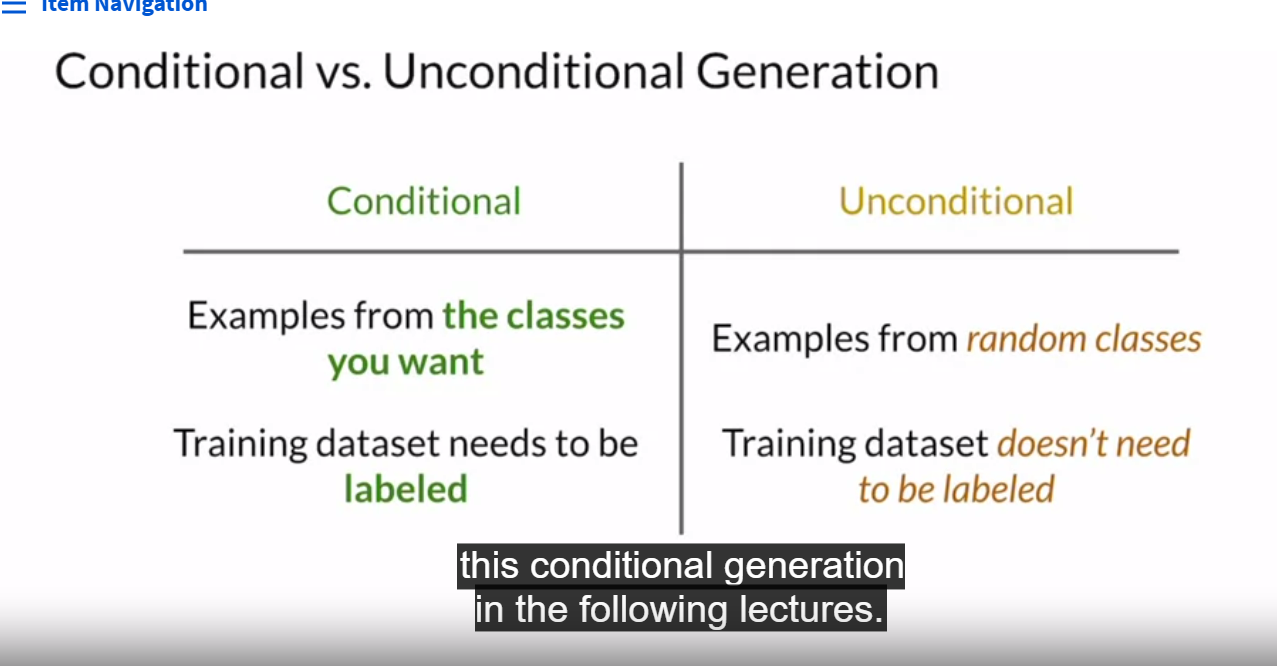 Item Navigation
Conditional vs. Unconditional Generation
Conditional
Unconditional
Examples from the classes
you want
Examples from random classes
Training dataset needs to be
labeled
Training dataset doesn't need
to be labeled
this conditional generation
in the following lectures.